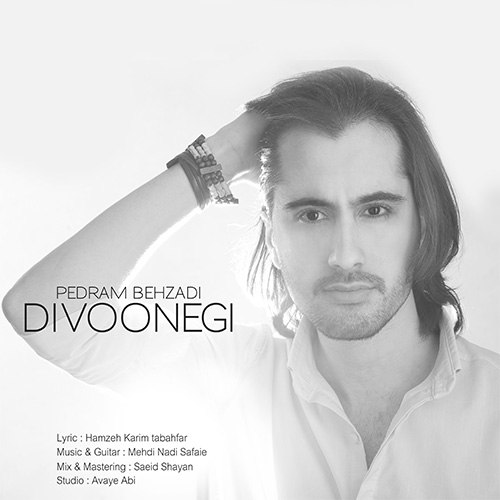 PEDRAM BEHZADI
DIVOONEGI
Lyric : Hamzeh Karim tabahfar
Music & Guitar : Mehdi Nadi Safaie
Mix & Mastering : Saeid Shayan
Studio : Avaye Abi